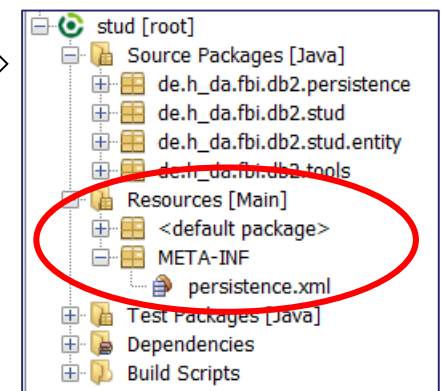 stud [root]
Source Packages [Java]
de.h_da.fbi.db2.persistence
de.h_da.fbi.db2.stud
de.h_da.fbi.db2.stud.entity
de.h_da.fbi.db2.tools
Resources [Main]
<default package>
META-INF
persistence.xml
Test Packages [Java]
Dependencies
Build Scripts